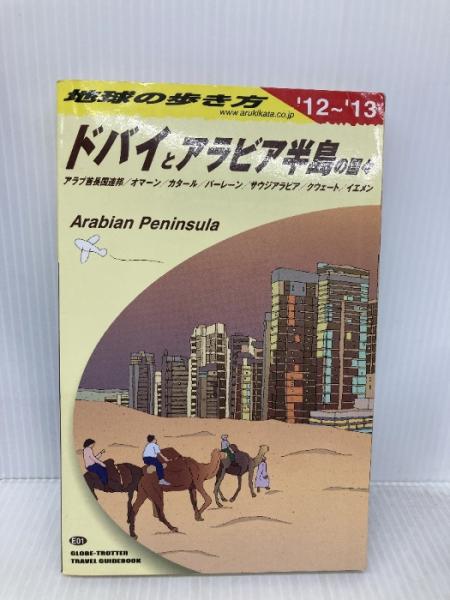 地球の歩き方
www.arukikata.co.jp
'12~'13
ドバイとアラビア半島の国々
アラブ首長国連邦/オマーン/カタール/バーレーン/サウジアラビア/クウェート/イエメン
Arabian Peninsula
E01
GLOBE-TROTTER
TRAVEL GUIDEBOOK